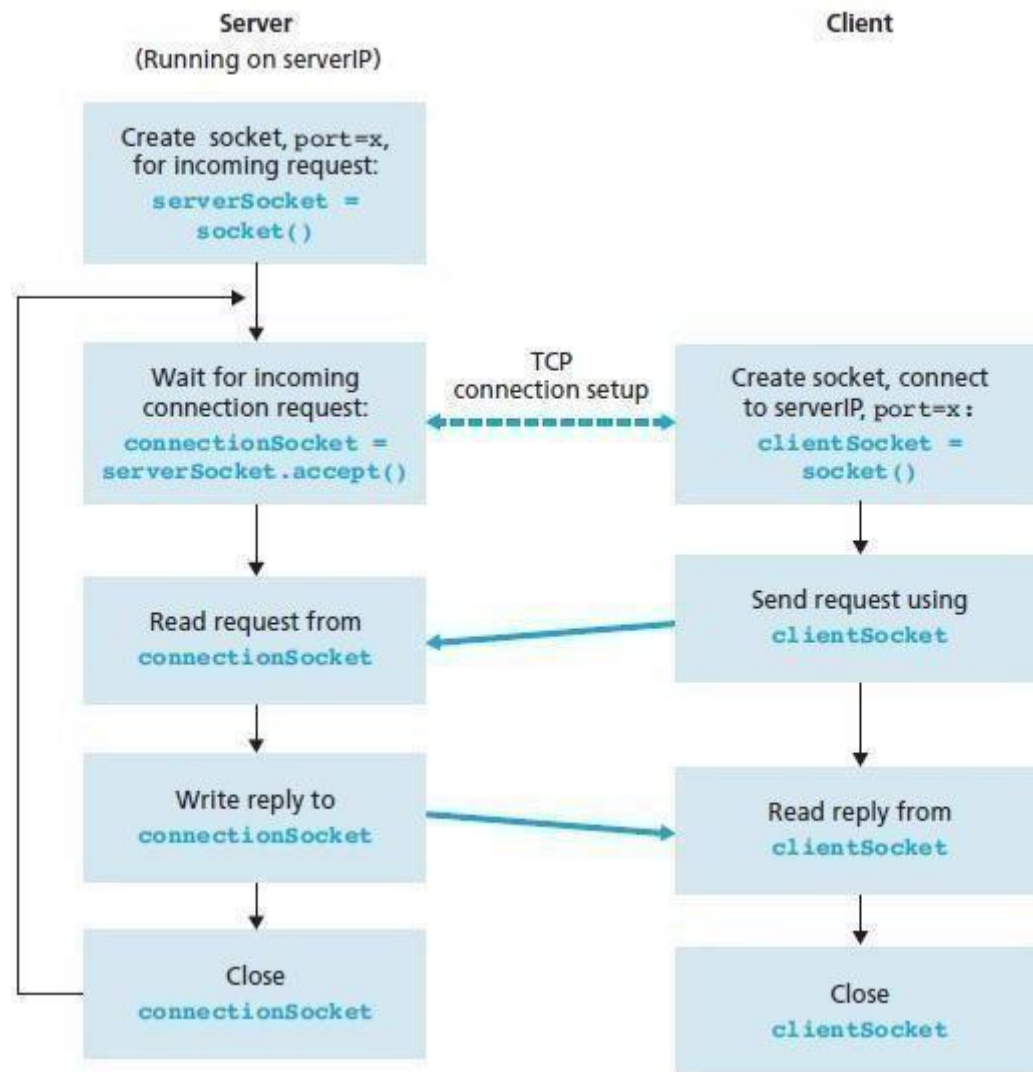 Server
(Running on serverIP)
Client
Create socket, port=x,
for incoming request:
serverSocket =
socket()
Wait for incoming
connection request:
connectionSocket =
serverSocket.accept()
TCP
connection setup
Create socket, connect
to serverIP, port=x:
clientSocket =
socket()
Read request from
connectionSocket
Send request using
clientSocket
Write reply to
connectionSocket
Read reply from
clientSocket
Close
connectionSocket
Close
clientSocket